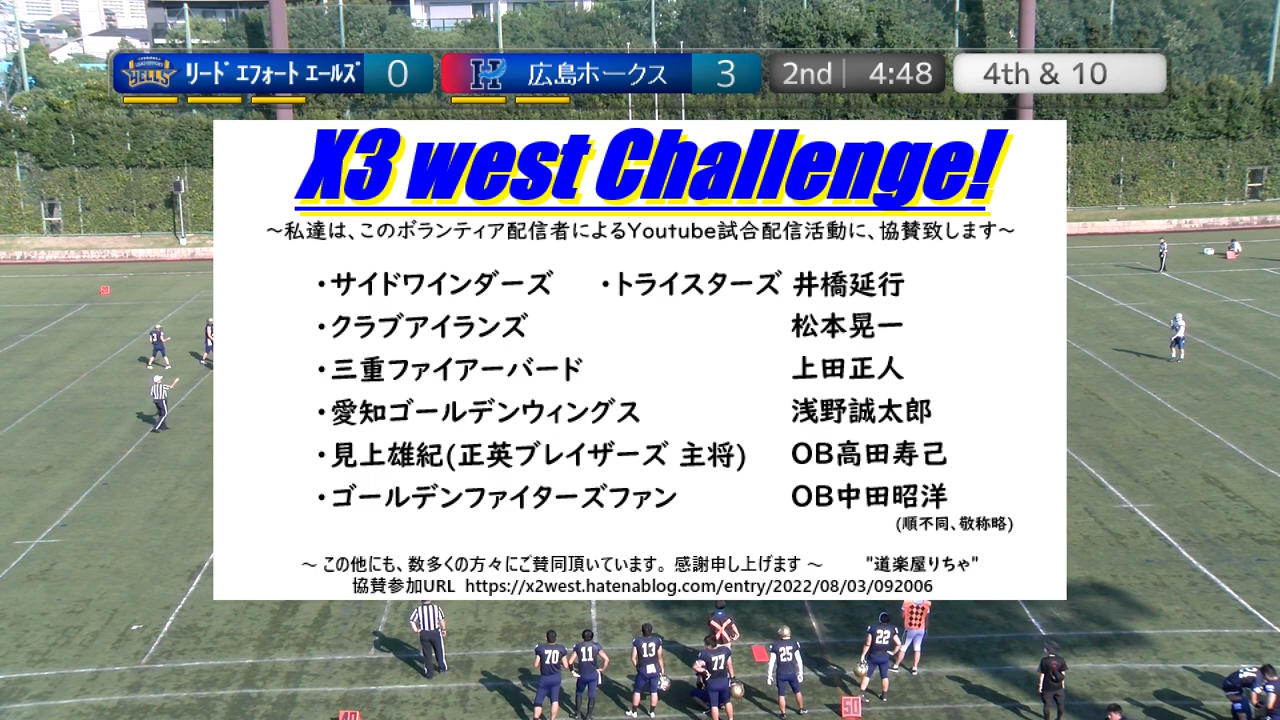 HELLS リード エフォート エールズ 0 H 広島ホークス 3 2nd 4:48 4th & 10
X3 west Challenge!
～私達は、このボランティア配信者によるYoutube試合配信活動に、協賛致します～
・サイドワインダーズ ・トライスターズ 井橋延行
・クラブアイランズ 松本晃一
・三重ファイアーバード 上田正人
・愛知ゴールデンウィングス 浅野誠太郎
・見上雄紀(正英ブレイザーズ 主将) OB高田寿己
・ゴールデンファイターズファン OB中田昭洋
(順不同、敬称略)
～ この他にも、数多くの方々にご賛同頂いています。感謝申し上げます ～ "道楽屋りちゃ"
協賛参加URL https://x2west.hatenablog.com/entry/2022/08/03/092006
70 11 13 77 25 22
40 50